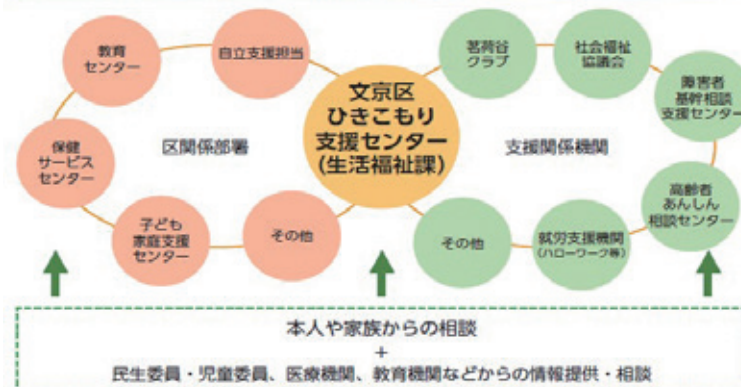 教育
センター
自立支援担当
保健
サービス
センター
区関係部署
子ども
家庭支援
センター
その他
文京区
ひきこもり
支援センター
(生活福祉課)
茗荷谷
クラブ
社会福祉
協議会
障害者
基幹相談
支援センター
支援関係機関
高齢者
あんしん
相談センター
その他
就労支援機関
(ハローワーク等)
本人や家族からの相談
+
民生委員・児童委員、医療機関、教育機関などからの情報提供・相談